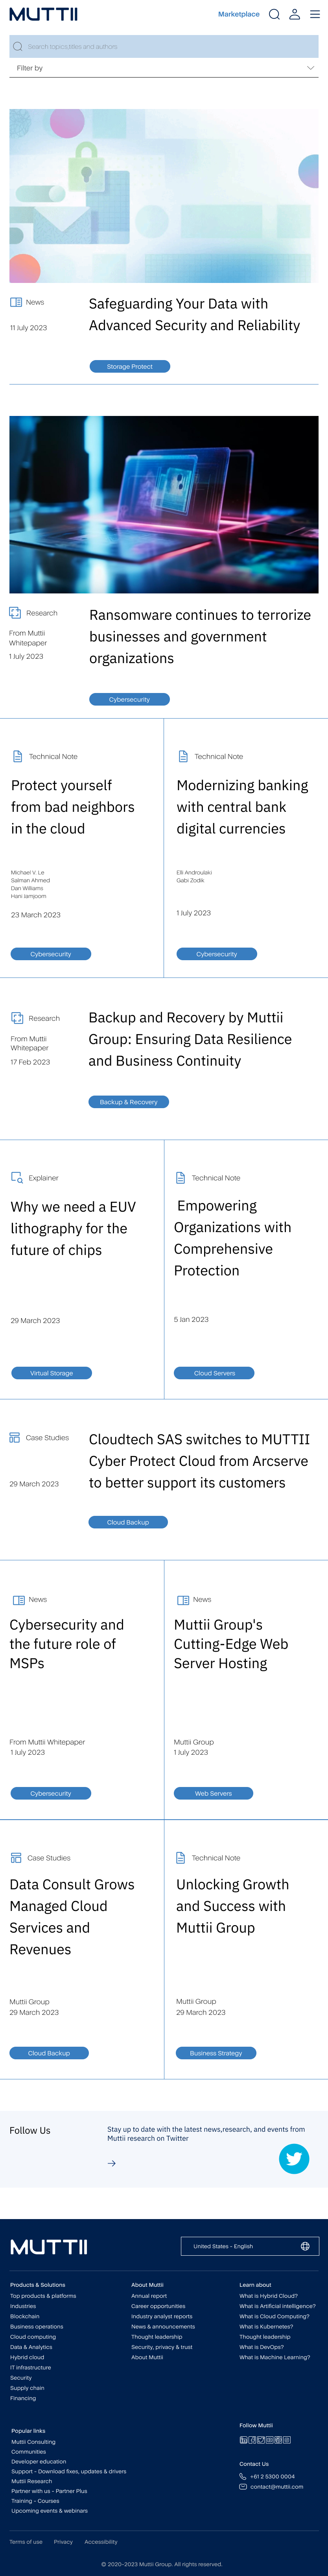 MUTTII
Marketplace
Search topics,titles and authors
Filter by
News
11 July 2023
Safeguarding Your Data with
Advanced Security and Reliability
Storage Protect
Research
From Muttii
Whitepaper
1 July 2023
Ransomware continues to terrorize
businesses and government
organizations
Cybersecurity
Technical Note
Protect yourself
from bad neighbors
in the cloud
Michael V. Le
Salman Ahmed
Dan Williams
Hani Jamjoom
23 March 2023
Cybersecurity
Technical Note
Modernizing banking
with central bank
digital currencies
Elli Androulaki
Gabi Zodik
1 July 2023
Cybersecurity
Research
From Muttii
Whitepaper
17 Feb 2023
Backup and Recovery by Muttii
Group: Ensuring Data Resilience
and Business Continuity
Backup & Recovery
Explainer
Why we need a EUV
lithography for the
future of chips
29 March 2023
Virtual Storage
Technical Note
Empowering
Organizations with
Comprehensive
Protection
5 Jan 2023
Cloud Servers
Case Studies
29 March 2023
Cloudtech SAS switches to MUTTII
Cyber Protect Cloud from Arcserve
to better support its customers
Cloud Backup
News
Cybersecurity and
the future role of
MSPs
From Muttii Whitepaper
1 July 2023
Cybersecurity
News
Muttii Group's
Cutting-Edge Web
Server Hosting
Muttii Group
1 July 2023
Web Servers
Case Studies
Data Consult Grows
Managed Cloud
Services and
Revenues
Muttii Group
29 March 2023
Cloud Backup
Technical Note
Unlocking Growth
and Success with
Muttii Group
Muttii Group
29 March 2023
Business Strategy
Follow Us
Stay up to date with the latest news,research, and events from
Muttii research on Twitter
MUTTII
United States - English
Products & Solutions
Top products & platforms
Industries
Blockchain
Business operations
Cloud computing
Data & Analytics
Hybrid cloud
IT infrastructure
Security
Supply chain
Financing
About Muttii
Annual report
Career opportunities
Industry analyst reports
News & announcements
Thought leadership
Security, privacy & trust
About Muttii
Learn about
What is Hybrid Cloud?
What is Artificial intelligence?
What is Cloud Computing?
What is Kubernetes?
Thought leadership
What is DevOps?
What is Machine Learning?
Popular links
Muttii Consulting
Communities
Developer education
Support - Download fixes, updates & drivers
Muttii Research
Partner with us - Partner Plus
Training - Courses
Upcoming events & webinars
Follow Muttii
Contact Us
+61 2 5300 0004
contact@muttii.com
Terms of use
Privacy
Accessibility
© 2020-2023 Muttii Group. All rights reserved.